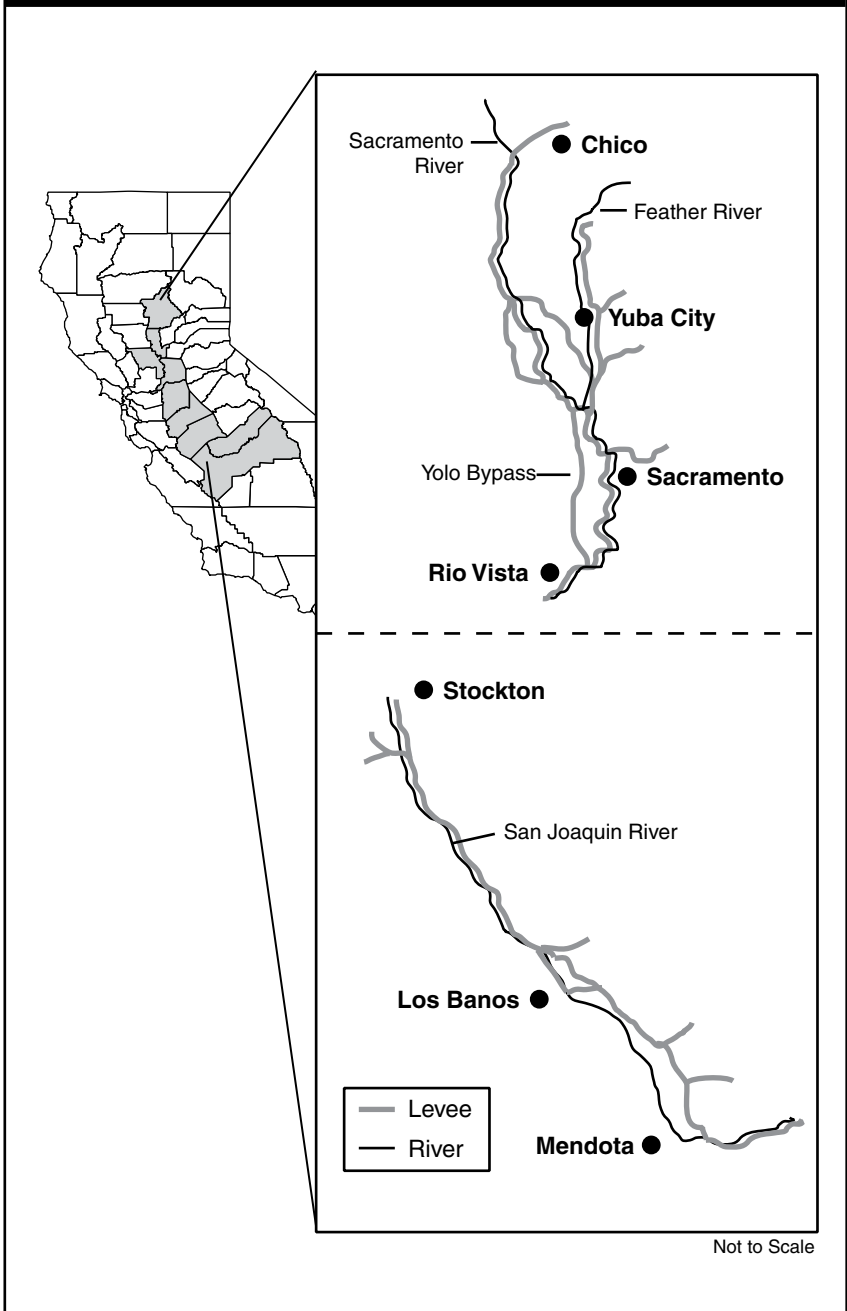 Sacramento
River
Chico
Feather River
Yuba City
Yolo Bypass
Sacramento
Rio Vista
Stockton
San Joaquin River
Los Banos
Levee
River
Mendota
Not to Scale